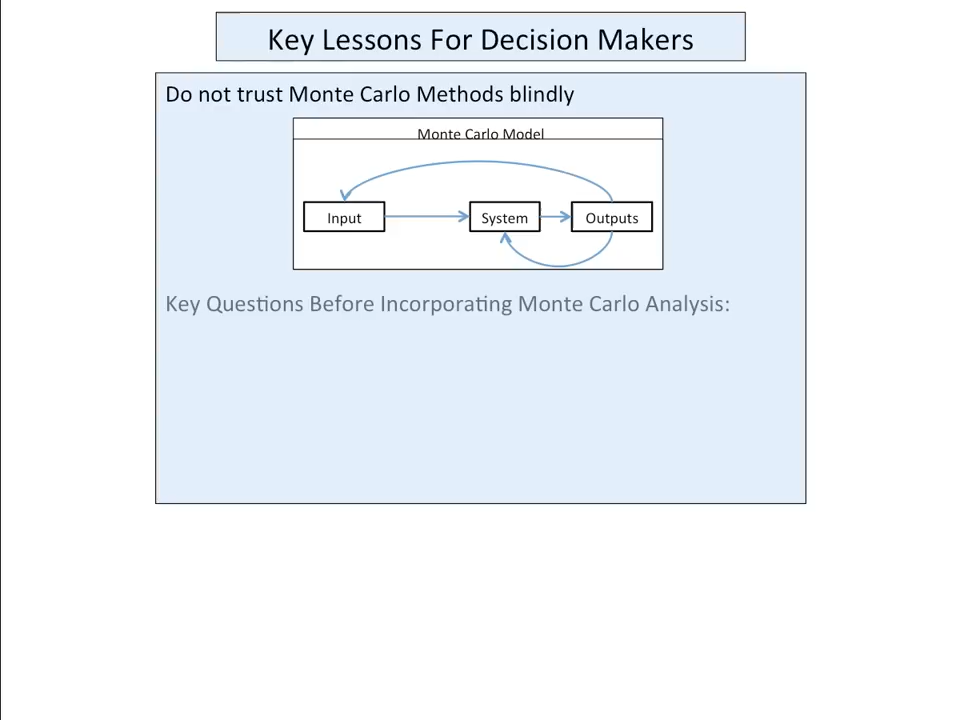 Key Lessons For Decision Makers
Do not trust Monte Carlo Methods blindly
Monte Carlo Model
Input
System
Outputs
Key Questions Before Incorporating Monte Carlo Analysis: